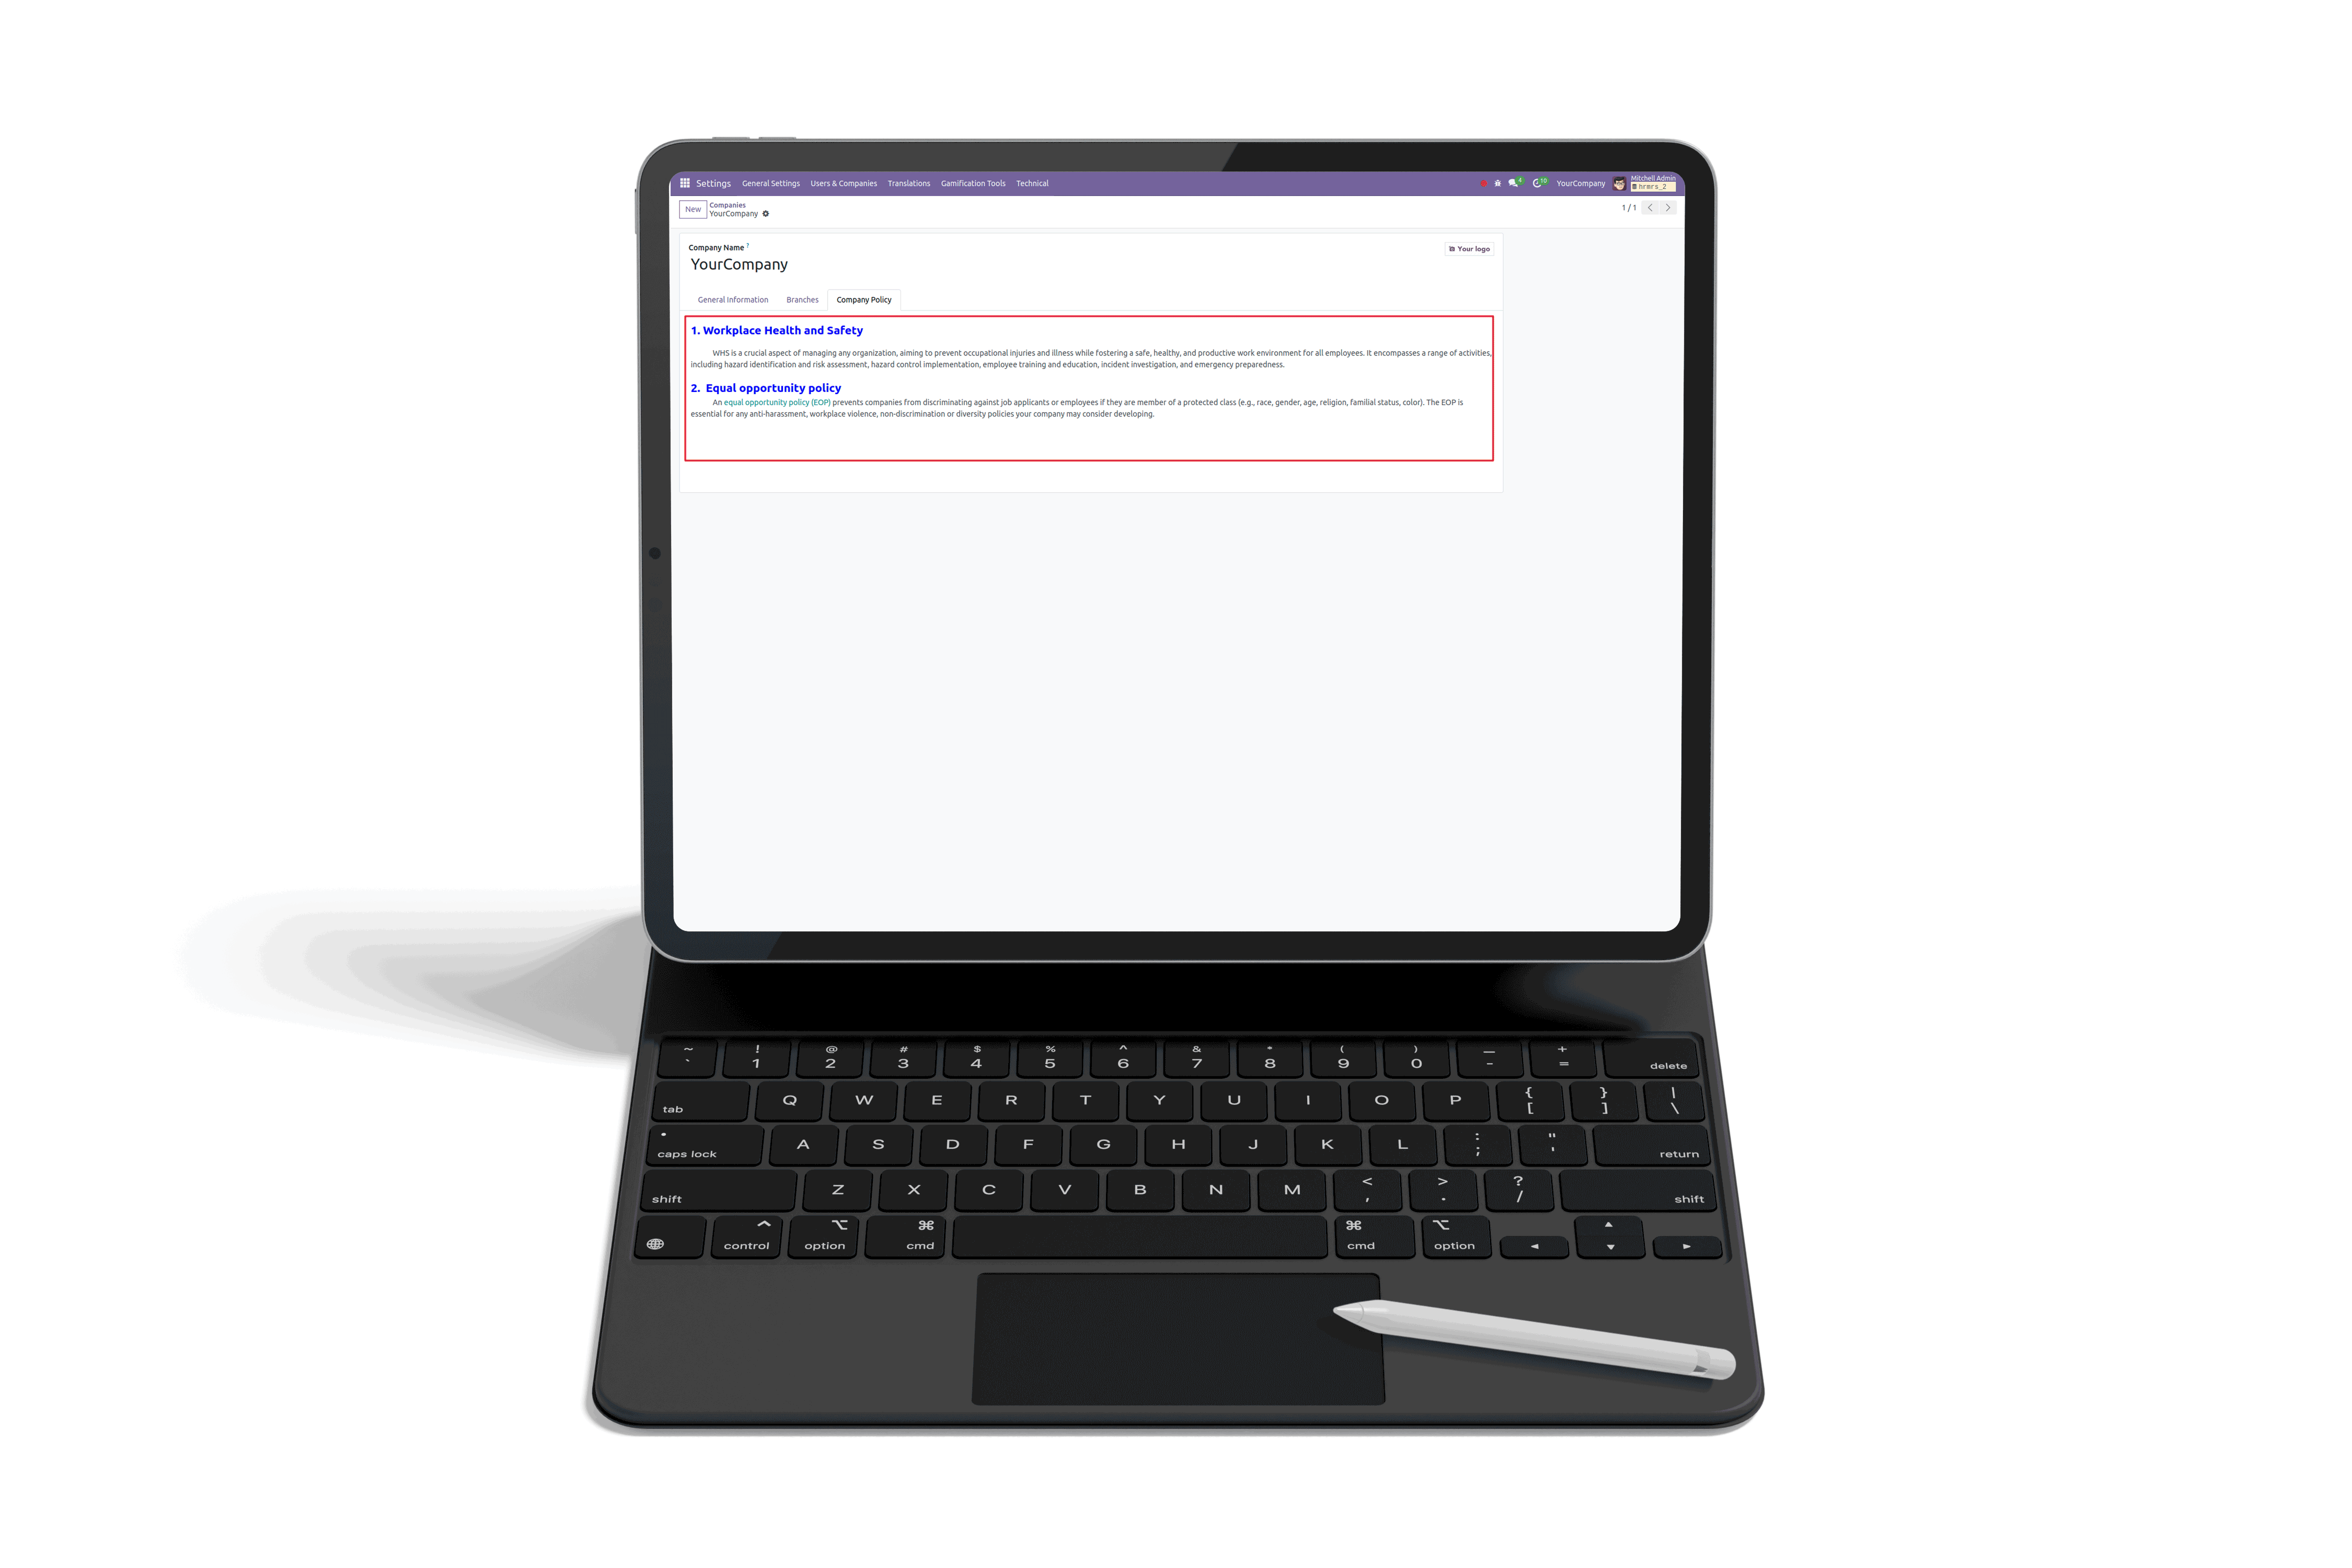 Settings General Settings Users & Companies Translations Gamification Tools Technical 4 10 YourCompany Mitchell Admin
hrmrs_2
New Companies
YourCompany 1 / 1
Company Name ? Your logo
YourCompany
General Information Branches Company Policy
1. Workplace Health and Safety
WHS is a crucial aspect of managing any organization, aiming to prevent occupational injuries and illness while fostering a safe, healthy, and productive work environment for all employees. It encompasses a range of activities,
including hazard identification and risk assessment, hazard control implementation, employee training and education, incident investigation, and emergency preparedness.
2. Equal opportunity policy
An equal opportunity policy (EOP) prevents companies from discriminating against job applicants or employees if they are member of a protected class (e.g., race, gender, age, religion, familial status, color). The EOP is
essential for any anti-harassment, workplace violence, non-discrimination or diversity policies your company may consider developing.
~ ! @ # $ % ^ & * ( ) — +
` 1 2 3 4 5 6 7 8 9 0 - = delete
tab Q W E R T Y U I O P { [ } ] | \
caps lock A S D F G H J K L : ; " ' return
shift Z X C V B N M < , > . ? / shift
control option cmd cmd option